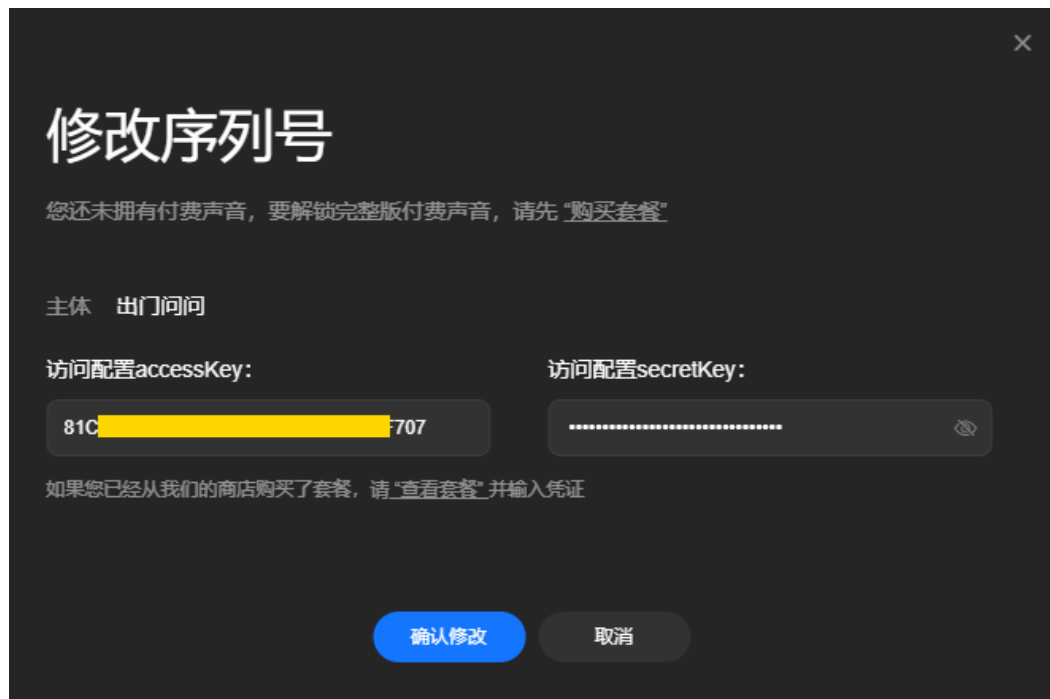 修改序列号
您还未拥有付费声音，要解锁完整版付费声音，请先 “购买套餐”
主体 出门问问
访问配置accessKey： 访问配置secretKey：
81C F707 ••••••••••••••••••••••••••••••••
如果您已经从我们的商店购买了套餐，请 “查看套餐” 并输入凭证
确认修改 取消